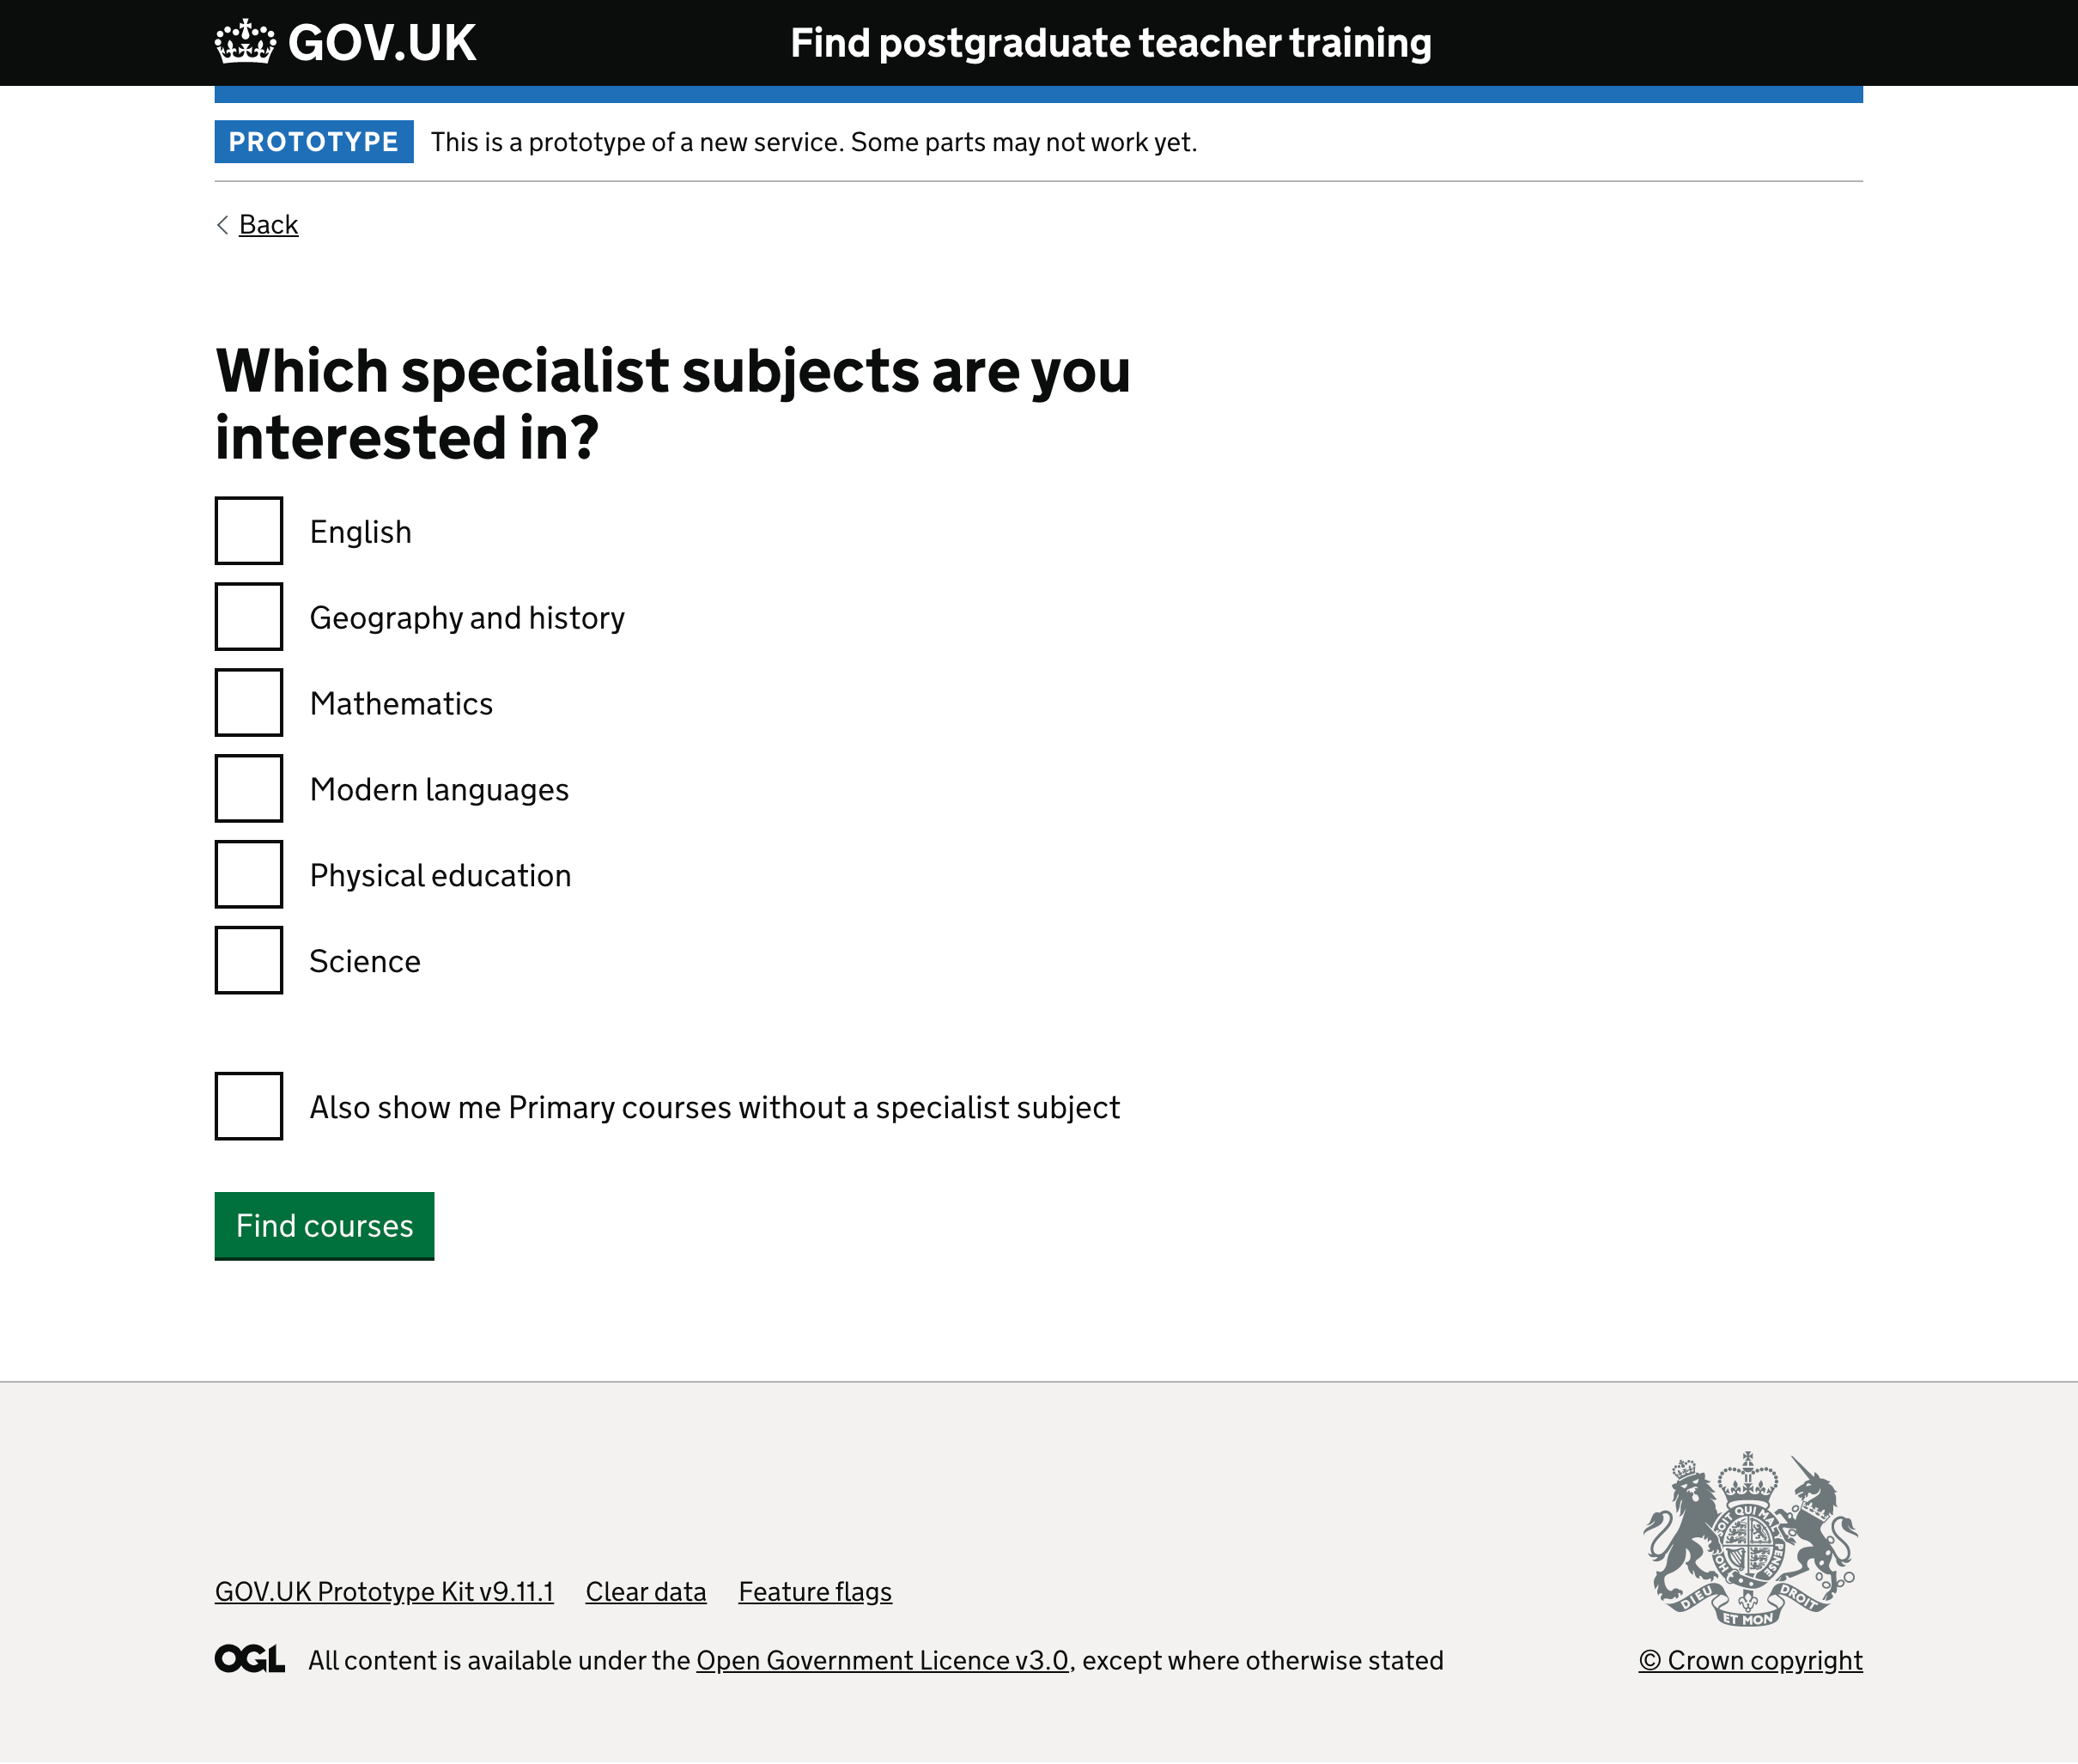 GOV.UK
Find postgraduate teacher training
PROTOTYPE
This is a prototype of a new service. Some parts may not work yet.
Back
Which specialist subjects are you
interested in?
English
Geography and history
Mathematics
Modern languages
Physical education
Science
Also show me Primary courses without a specialist subject
Find courses
GOV.UK Prototype Kit v9.11.1
Clear data
Feature flags
OGL
All content is available under the Open Government Licence v3.0, except where otherwise stated
DIEU ET MON DROIT
© Crown copyright